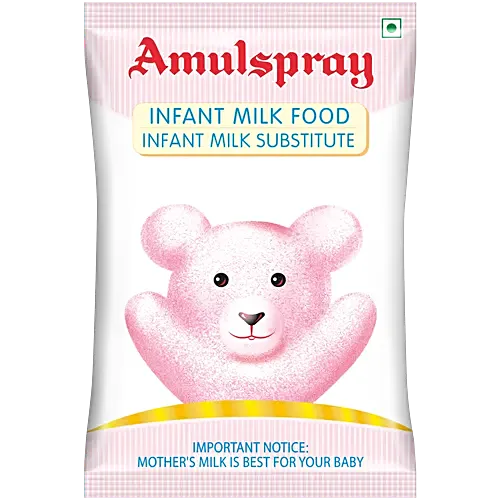 Amulspray
INFANT MILK FOOD
INFANT MILK SUBSTITUTE
IMPORTANT NOTICE:
MOTHER'S MILK IS BEST FOR YOUR BABY